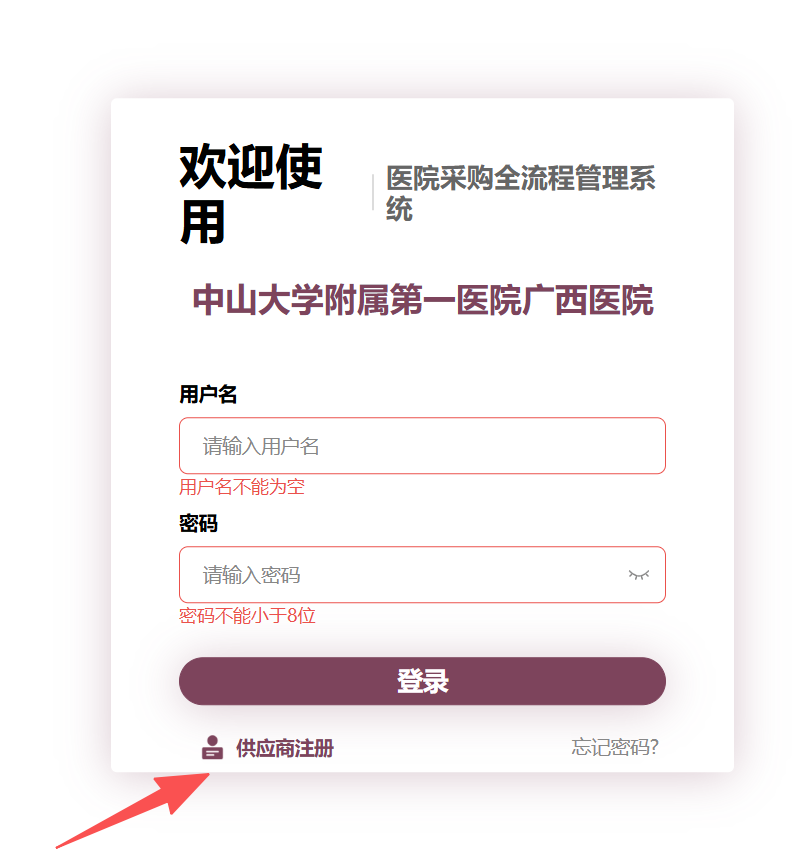 欢迎使
用
医院采购全流程管理系
统
中山大学附属第一医院广西医院
用户名
请输入用户名
用户名不能为空
密码
请输入密码
密码不能小于8位
登录
供应商注册
忘记密码?